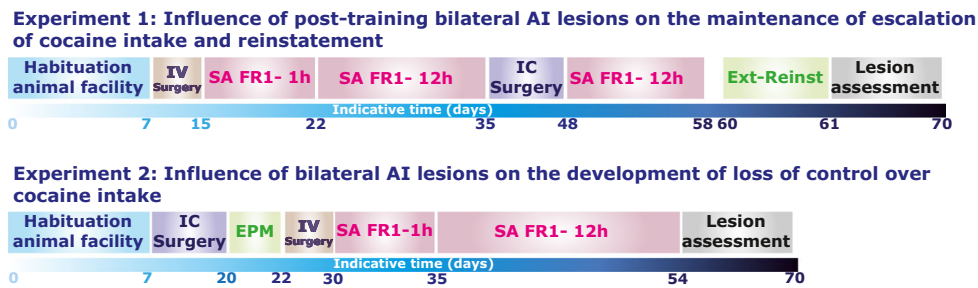 Experiment 1: Influence of post-training bilateral AI lesions on the maintenance of escalation
of cocaine intake and reinstatement
Habituation animal facility IV Surgery SA FR1- 1h SA FR1- 12h IC Surgery SA FR1- 12h Ext-Reinst Lesion assessment
Indicative time (days)
0 7 15 22 35 48 58 60 61 70
Experiment 2: Influence of bilateral AI lesions on the development of loss of control over
cocaine intake
Habituation animal facility IC Surgery EPM IV Surgery SA FR1-1h SA FR1- 12h Lesion assessment
Indicative time (days)
0 7 20 22 30 35 54 70